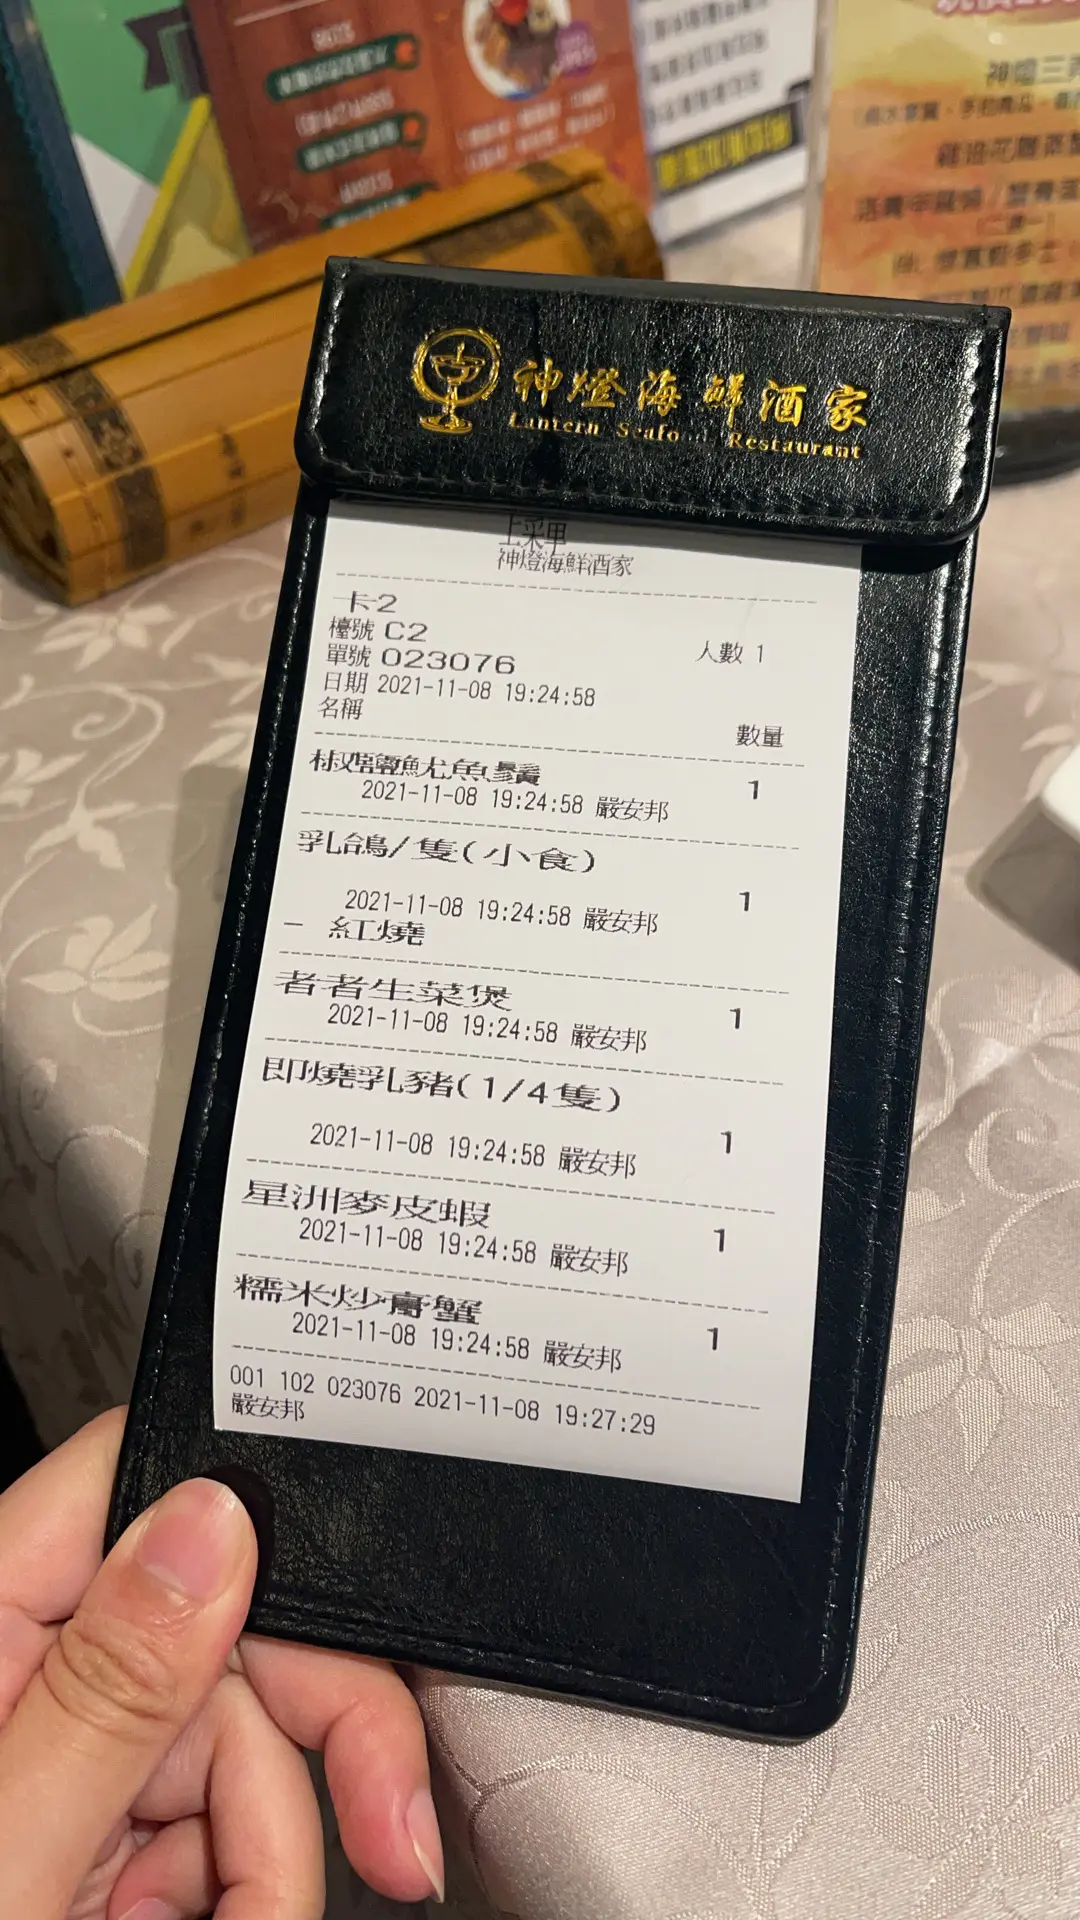 神燈三
神燈海鮮酒家
Lantern Seafood Restaurant
上菜單
神燈海鮮酒家
卡2
檯號 C2 人數 1
單號 023076
日期 2021-11-08 19:24:58
名稱 數量
椒鹽魷魚鬚 1
2021-11-08 19:24:58 嚴安邦
乳鴿/隻(小食) 1
2021-11-08 19:24:58 嚴安邦
- 紅燒
者者生菜煲 1
2021-11-08 19:24:58 嚴安邦
即燒乳豬(1/4隻) 1
2021-11-08 19:24:58 嚴安邦
星洲麥皮蝦 1
2021-11-08 19:24:58 嚴安邦
糯米炒膏蟹 1
2021-11-08 19:24:58 嚴安邦
001 102 023076 2021-11-08 19:27:29
嚴安邦